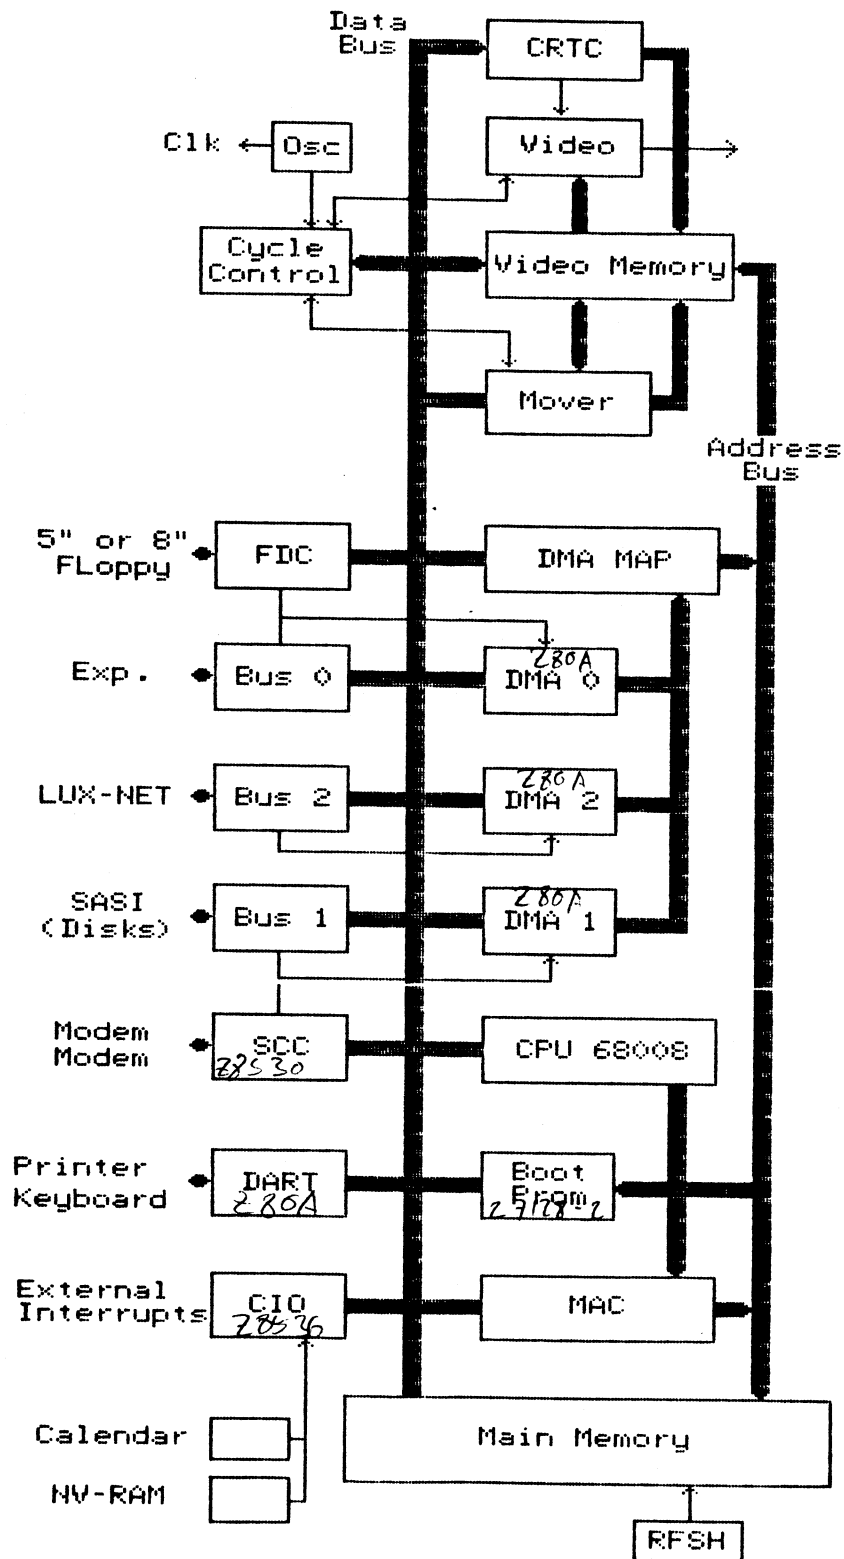 Data
Bus
CRTC
Clk
Osc
Video
Cycle
Control
Video Memory
Mover
Address
Bus
5" or 8"
FLoppy
FDC
DMA MAP
Exp.
Bus 0
Z80A
DMA 0
LUX-NET
Bus 2
Z80A
DMA 2
SASI
(Disks)
Bus 1
Z80A
DMA 1
Modem
Modem
SCC
Z8530
CPU 68008
Printer
Keyboard
DART
Z80A
Boot
Prom
27128-2
External
Interrupts
CIO
Z8536
MAC
Calendar
NV-RAM
Main Memory
RFSH